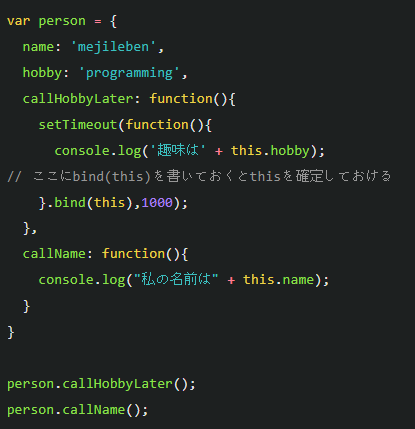 var person = {
  name: 'mejileben',
  hobby: 'programming',
  callHobbyLater: function(){
    setTimeout(function(){
      console.log('趣味は' + this.hobby);
// ここにbind(this)を書いておくとthisを確定しておける
    }.bind(this),1000);
  },
  callName: function(){
    console.log("私の名前は" + this.name);
  }
}

person.callHobbyLater();
person.callName();